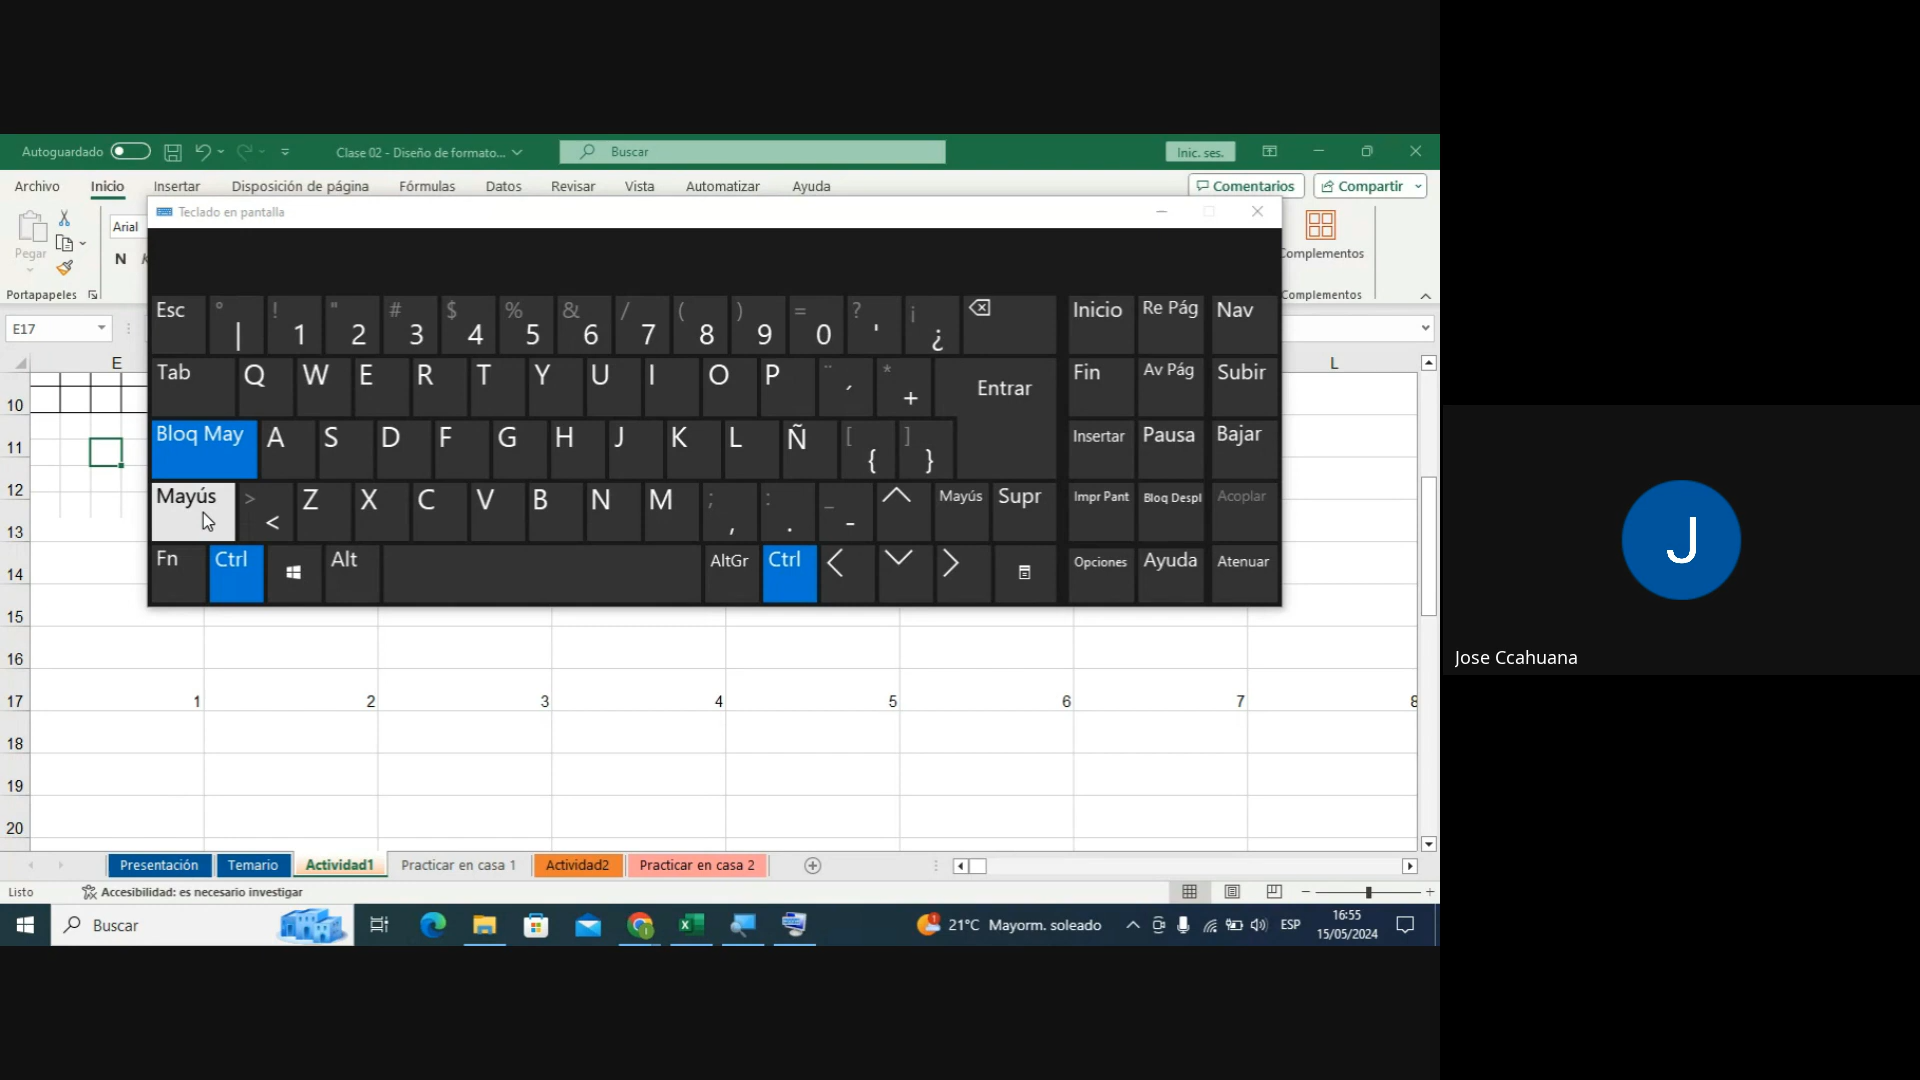 Autoguardado Clase 02 - Diseño de formato... Buscar Inic. ses.
Archivo Inicio Insertar Disposición de página Fórmulas Datos Revisar Vista Automatizar Ayuda Comentarios Compartir
Teclado en pantalla
Pegar Arial
N K
Portapapeles
omplementos
Complementos
E17
Esc ° | ! 1 " 2 # 3 $ 4 % 5 & 6 / 7 ( 8 ) 9 = 0 ? ' ¡ ¿ Inicio Re Pág Nav
Tab Q W E R T Y U I O P ¨ ´ * + Entrar Fin Av Pág Subir
Bloq May A S D F G H J K L Ñ [ { ] } Insertar Pausa Bajar
Mayús > < Z X C V B N M ; , : . _ - Mayús Supr Impr Pant Bloq Despl Acoplar
Fn Ctrl Alt AltGr Ctrl Opciones Ayuda Atenuar
E L
10
11
12
13
14
15
16
17 1 2 3 4 5 6 7 8
18
19
20
Presentación Temario Actividad1 Practicar en casa 1 Actividad2 Practicar en casa 2
Listo Accesibilidad: es necesario investigar
Buscar 1 21°C Mayorm. soleado ESP 16:55
15/05/2024
J
Jose Ccahuana